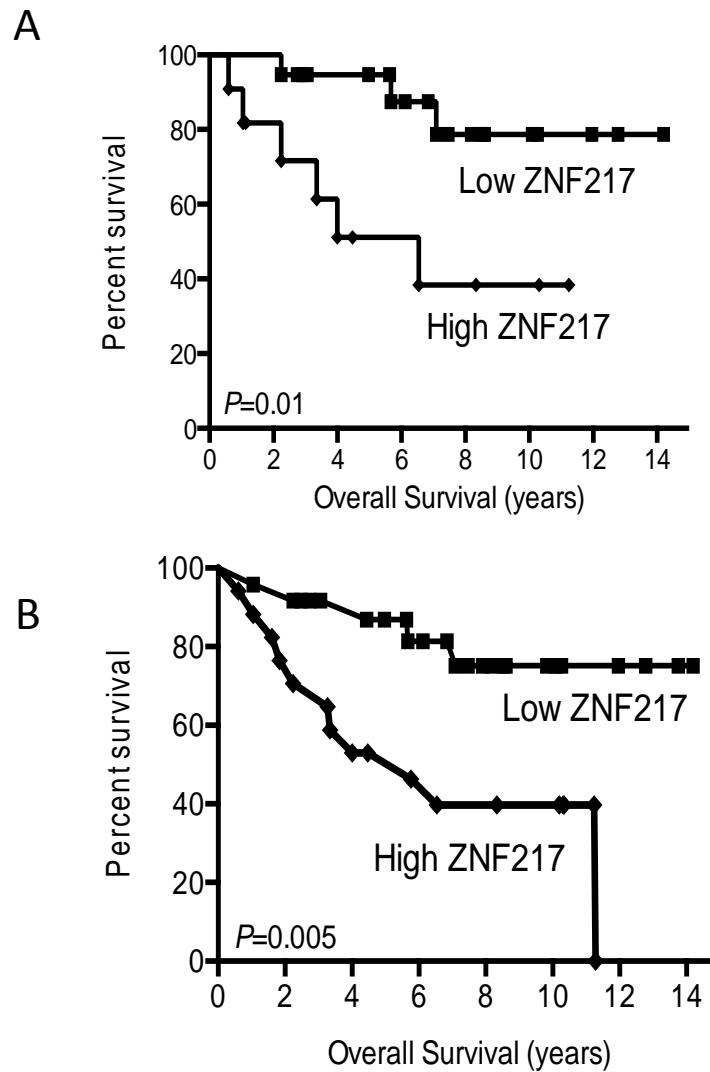 A
100
80
60
40
20
0
Percent survival
Low ZNF217
High ZNF217
P=0.01
0 2 4 6 8 10 12 14
Overall Survival (years)
B
100
80
60
40
20
0
Percent survival
Low ZNF217
High ZNF217
P=0.005
0 2 4 6 8 10 12 14
Overall Survival (years)